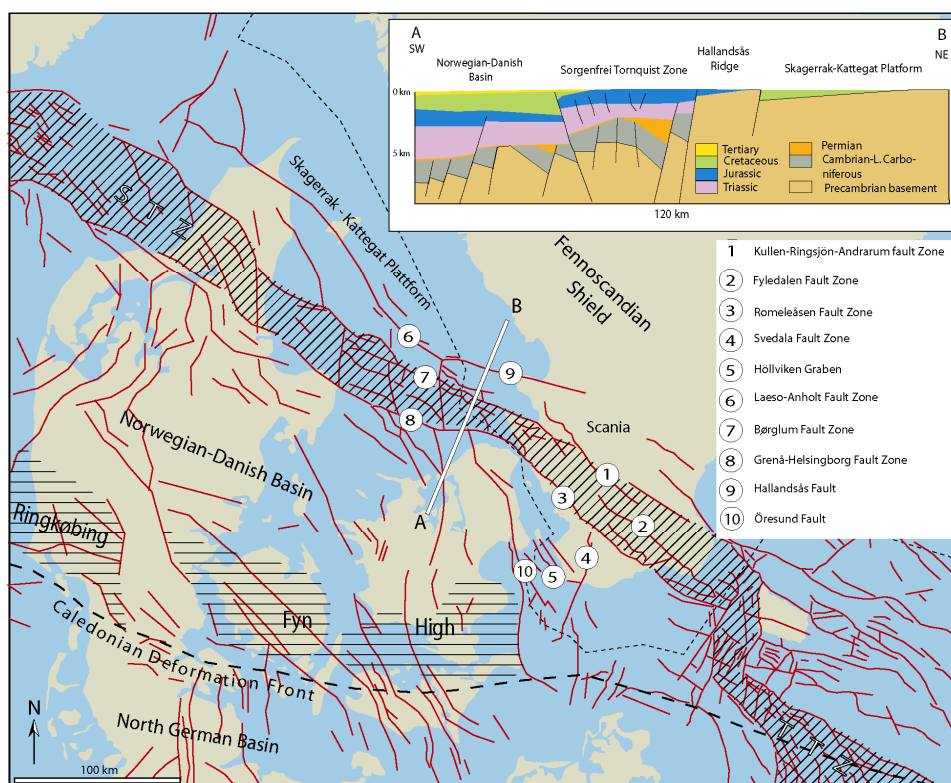 A
SW
B
NE
Norwegian-Danish
Basin
Sorgenfrei Tornquist Zone
Hallandsås
Ridge
Skagerrak-Kattegat Platform
0 km
5 km
Tertiary
Cretaceous
Jurassic
Triassic
Permian
Cambrian-L. Carbo-
niferous
Precambrian basement
120 km
1 Kullen-Ringsjön-Andrarum fault Zone
2 Fyledalen Fault Zone
3 Romeleåsen Fault Zone
4 Svedala Fault Zone
5 Höllviken Graben
6 Laeso-Anholt Fault Zone
7 Børglum Fault Zone
8 Grenå-Helsingborg Fault Zone
9 Hallandsås Fault
10 Öresund Fault
S T Z
Skagerrak - Kattegat Plattform
Fennoscandian
Shield
B
6
9
7
8
Scania
Norwegian-Danish Basin
1
A
3
2
Ringkøbing
4
10
5
Fyn
High
Caledonian Deformation Front
N
North German Basin
T T Z
100 km